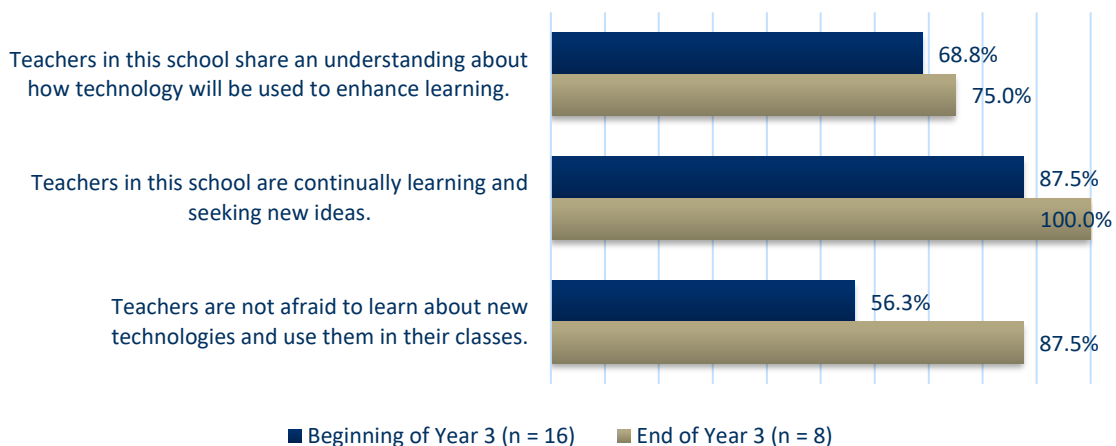 Teachers in this school share an understanding about
how technology will be used to enhance learning.
68.8%
75.0%
Teachers in this school are continually learning and
seeking new ideas.
87.5%
100.0%
Teachers are not afraid to learn about new
technologies and use them in their classes.
56.3%
87.5%
Beginning of Year 3 (n = 16)
End of Year 3 (n = 8)